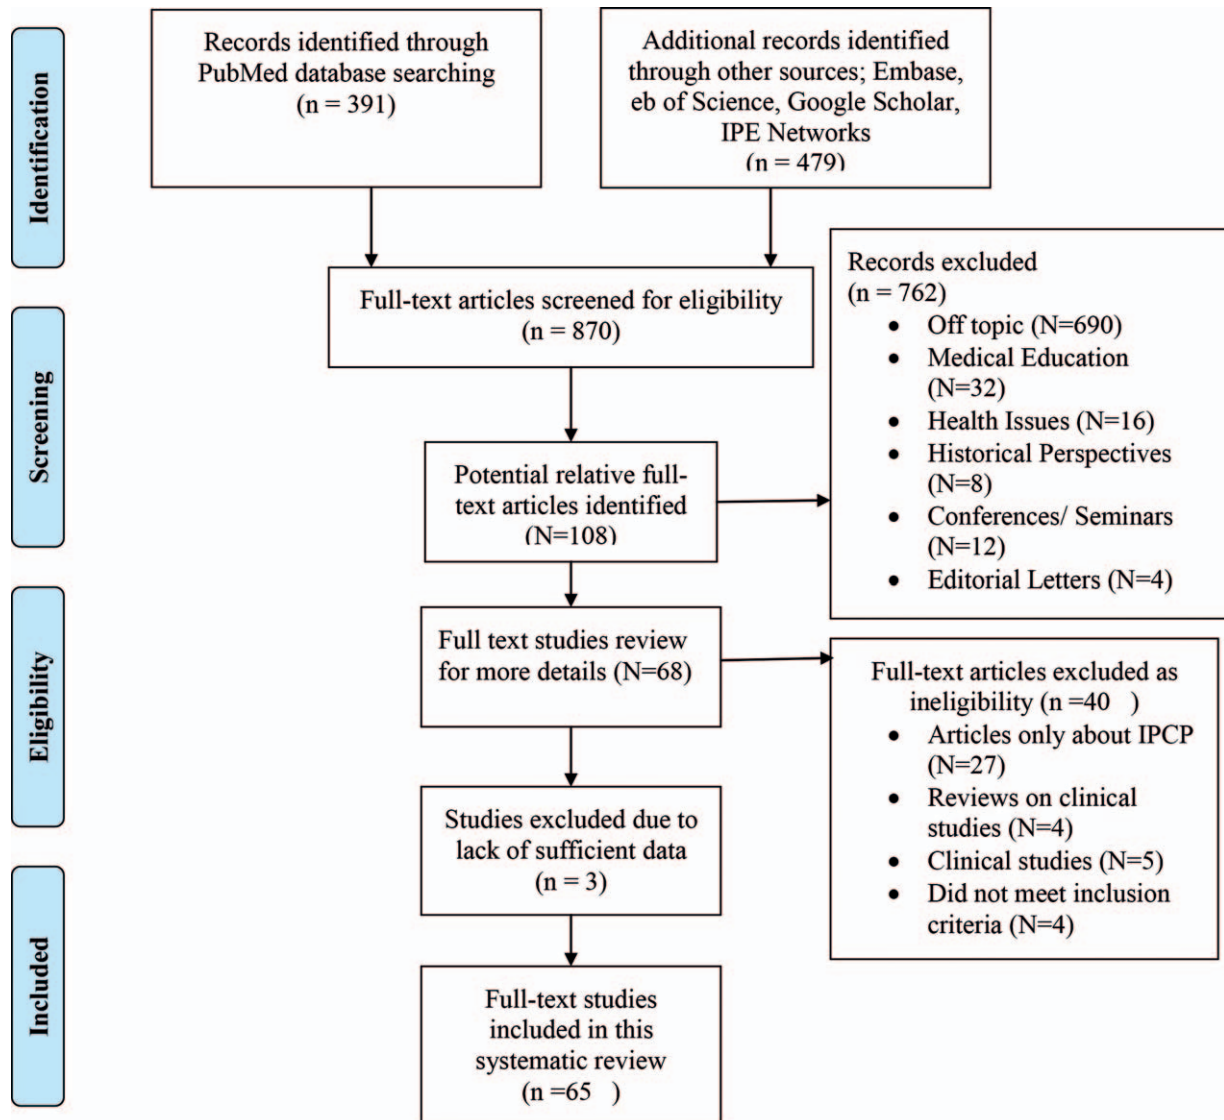 Identification
Records identified through
PubMed database searching
(n = 391)
Additional records identified
through other sources; Embase,
eb of Science, Google Scholar,
IPE Networks
(n = 479)
Full-text articles screened for eligibility
(n = 870)
Records excluded
(n = 762)
• Off topic (N=690)
• Medical Education
(N=32)
• Health Issues (N=16)
• Historical Perspectives
(N=8)
• Conferences/ Seminars
(N=12)
• Editorial Letters (N=4)
Screening
Potential relative full-
text articles identified
(N=108)
Eligibility
Full text studies review
for more details (N=68)
Full-text articles excluded as
ineligibility (n =40 )
• Articles only about IPCP
(N=27)
• Reviews on clinical
studies (N=4)
• Clinical studies (N=5)
• Did not meet inclusion
criteria (N=4)
Studies excluded due to
lack of sufficient data
(n = 3)
Included
Full-text studies
included in this
systematic review
(n =65 )